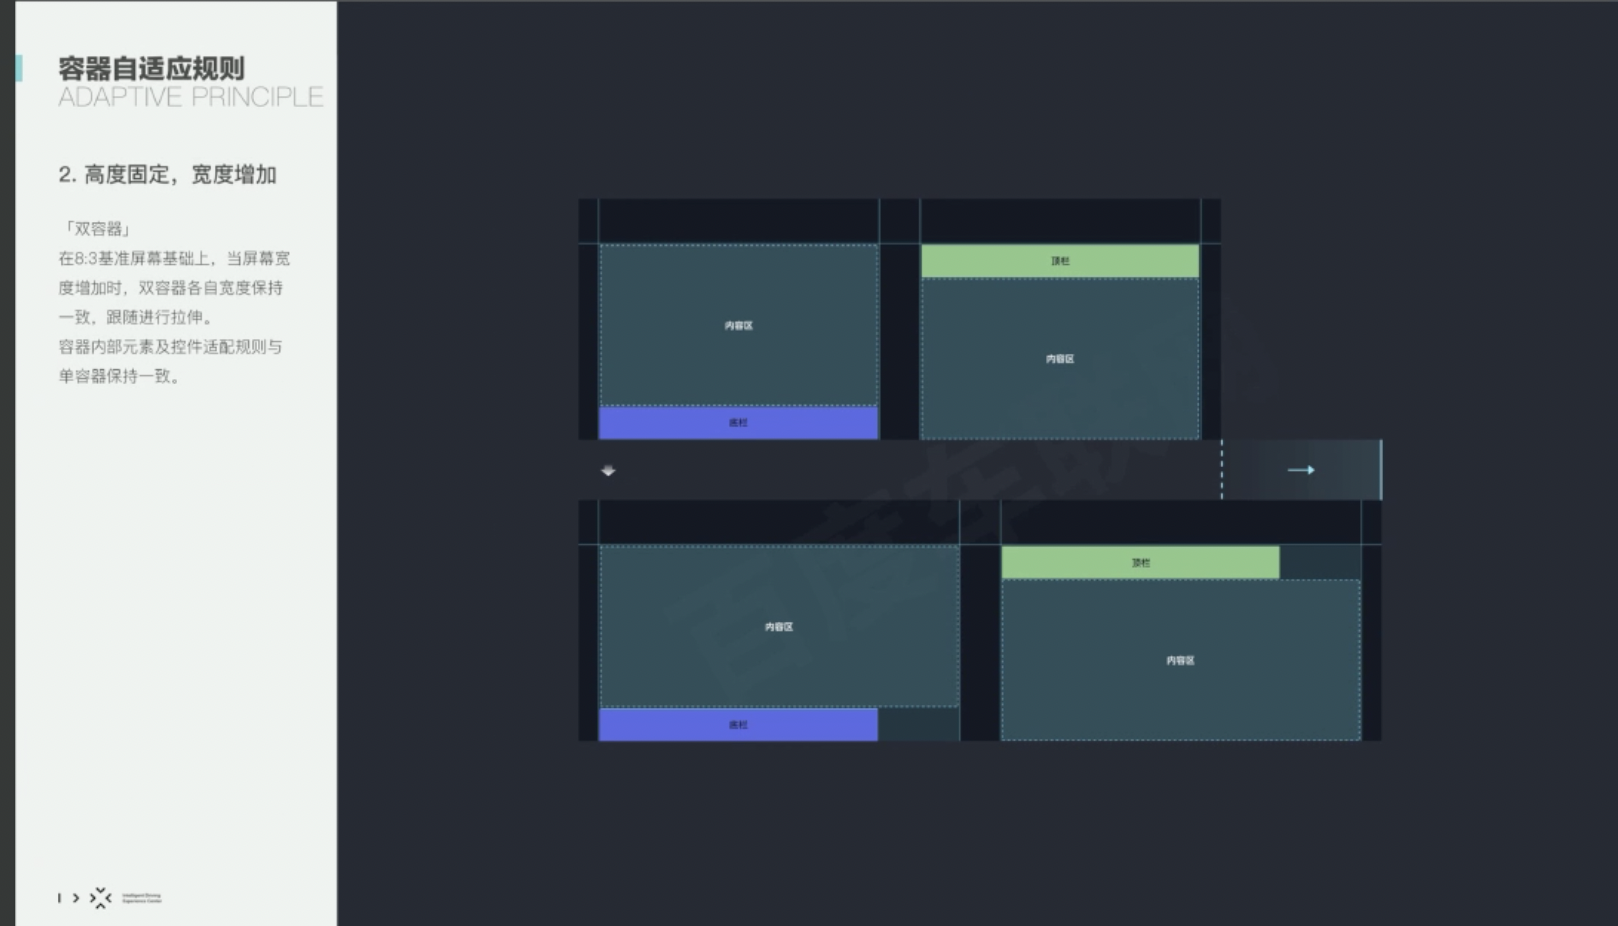 容器自适应规则
ADAPTIVE PRINCIPLE
2. 高度固定，宽度增加
「双容器」
在8:3基准屏幕基础上，当屏幕宽
度增加时，双容器各自宽度保持
一致，跟随进行拉伸。
容器内部元素及控件适配规则与
单容器保持一致。
内容区
底栏
顶栏
内容区
内容区
底栏
顶栏
内容区
百度车联网
Intelligent Driving
Experience Center